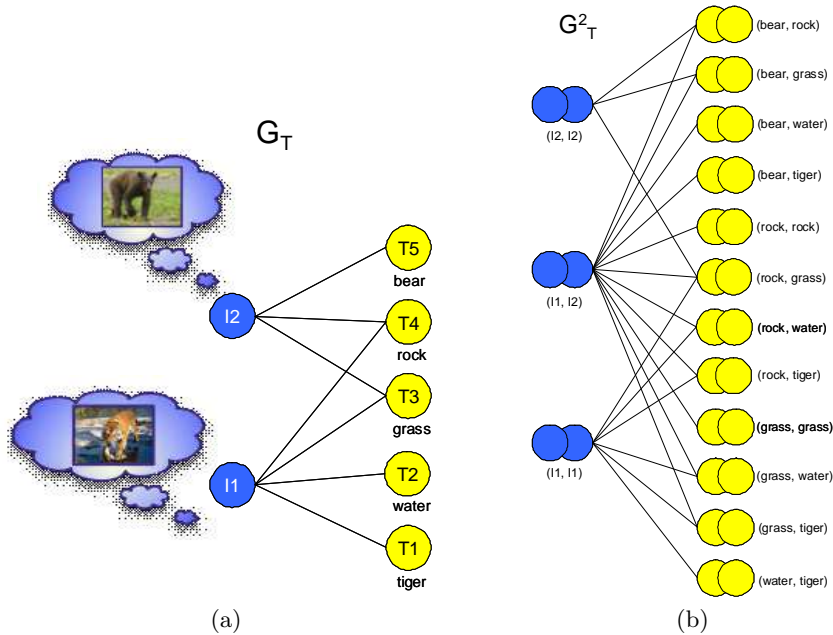 G_T
T5
bear
I2
T4
rock
T3
grass
I1
T2
water
T1
tiger
(a)
G²_T
(bear, rock)
(bear, grass)
(I2, I2)
(bear, water)
(bear, tiger)
(rock, rock)
(I1, I2)
(rock, grass)
(rock, water)
(rock, tiger)
(grass, grass)
(I1, I1)
(grass, water)
(grass, tiger)
(water, tiger)
(b)